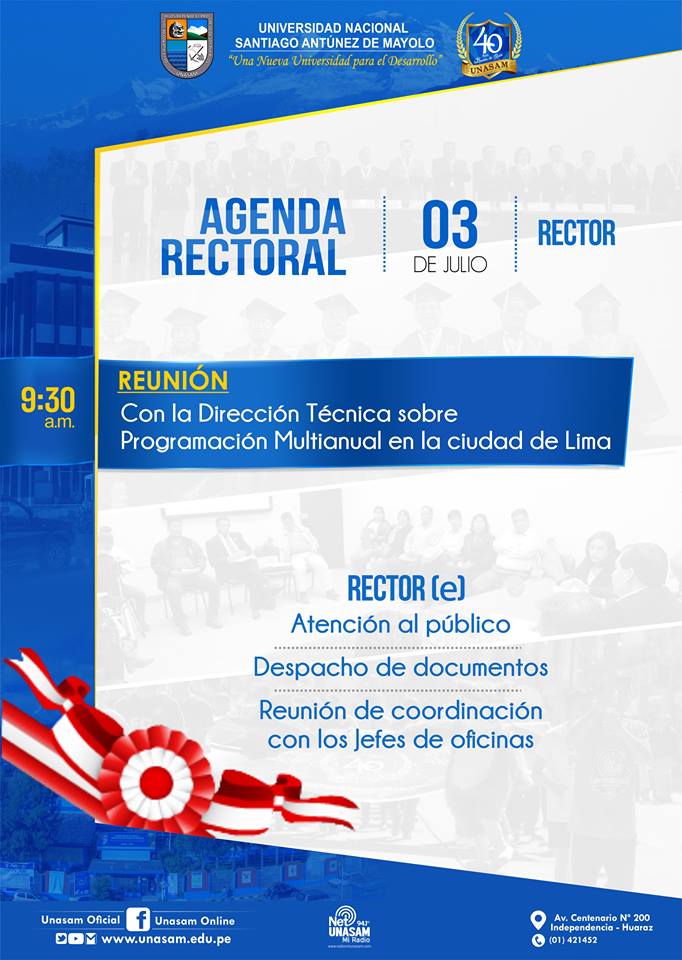 UNIVERSIDAD NACIONAL
SANTIAGO ANTÚNEZ DE MAYOLO
"Una Nueva Universidad para el Desarrollo"
UNASAM
40
UNASAM
AGENDA
RECTORAL
03
DE JULIO
RECTOR
9:30
a.m.
REUNIÓN
Con la Dirección Técnica sobre
Programación Multianual en la ciudad de Lima
RECTOR (e)
Atención al público
Despacho de documentos
Reunión de coordinación
con los Jefes de oficinas
Unasam Oficial
Unasam Online
www.unasam.edu.pe
Net 94.1
UNASAM
Mi Radio
Av. Centenario N° 200
Independencia - Huaraz
(01) 421452